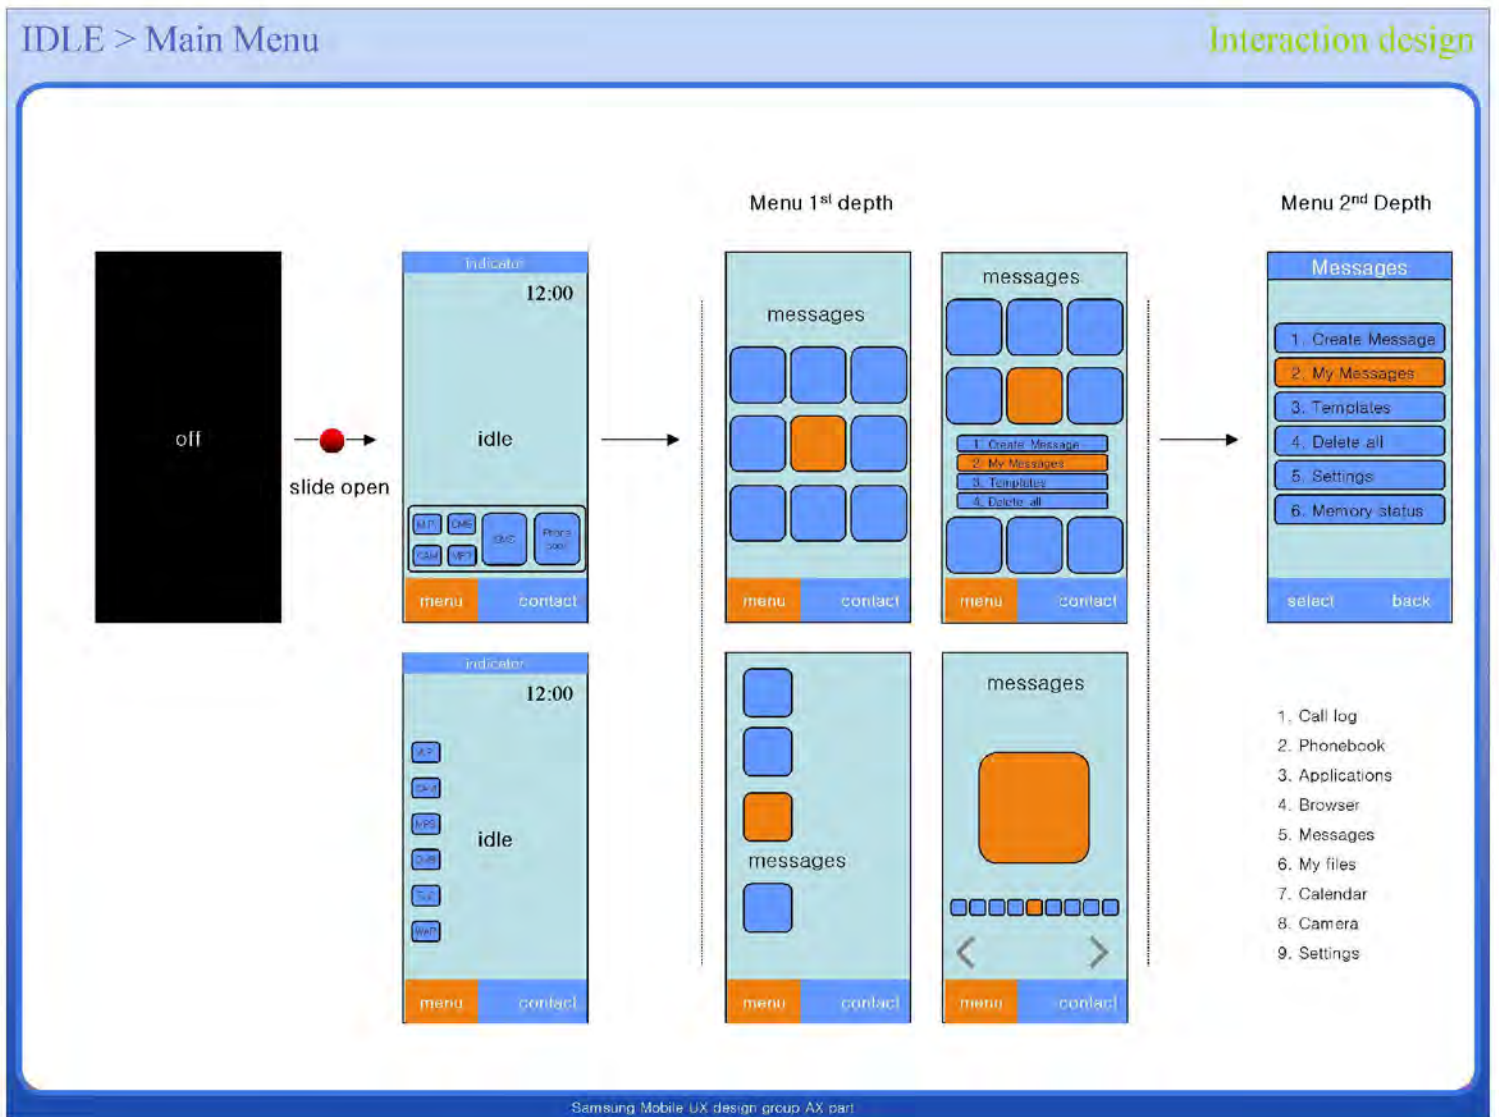 IDLE > Main Menu
Interaction design
Menu 1st depth
Menu 2nd Depth
off
slide open
indicator
12:00
idle
M.P.
CAM
SMS
menu contact
messages
menu contact
messages
1. Create Message
2. My Messages
3. Templates
4. Delete all
menu contact
Messages
1. Create Message
2. My Messages
3. Templates
4. Delete all
5. Settings
6. Memory status
select back
indicator
12:00
idle
menu contact
messages
menu contact
messages
< >
menu contact
1. Call log
2. Phonebook
3. Applications
4. Browser
5. Messages
6. My files
7. Calendar
8. Camera
9. Settings
Samsung Mobile UX design group AX part